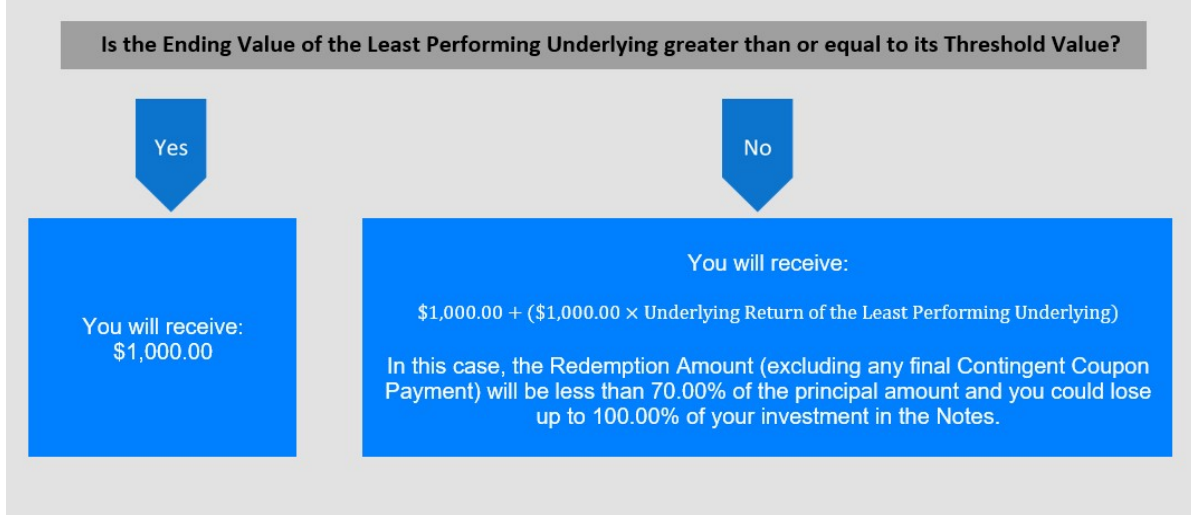 Is the Ending Value of the Least Performing Underlying greater than or equal to its Threshold Value?
Yes
No
You will receive:
$1,000.00
You will receive:
$1,000.00 + ($1,000.00 × Underlying Return of the Least Performing Underlying)
In this case, the Redemption Amount (excluding any final Contingent Coupon
Payment) will be less than 70.00% of the principal amount and you could lose
up to 100.00% of your investment in the Notes.